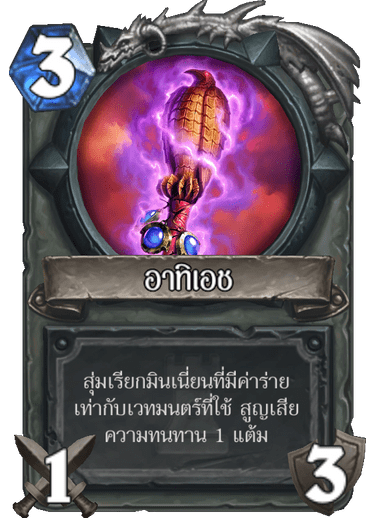 3
อาทิเอช
สุ่มเรียกมินเนี่ยนที่มีค่าร่าย
เท่ากับเวทมนตร์ที่ใช้ สูญเสีย
ความทนทาน 1 แต้ม
1
3